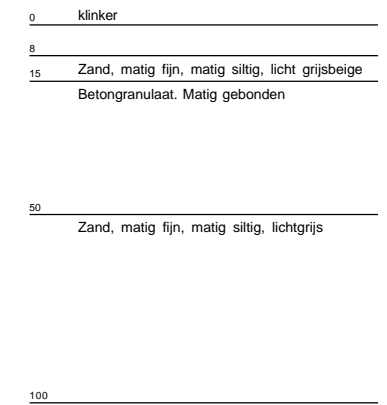 0 klinker
8
15 Zand, matig fijn, matig siltig, licht grijsbeige
Betongranulaat. Matig gebonden
50
Zand, matig fijn, matig siltig, lichtgrijs
100